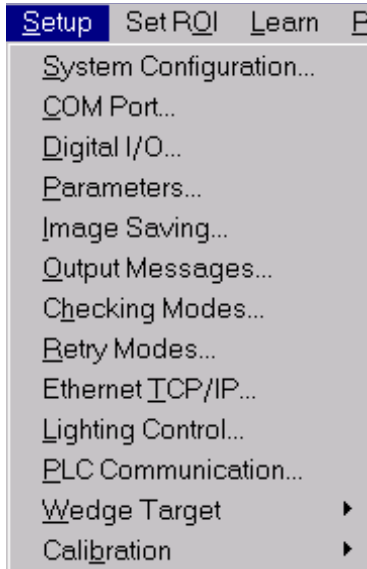 Setup Set ROI Learn P
System Configuration...
COM Port...
Digital I/O...
Parameters...
Image Saving...
Output Messages...
Checking Modes...
Retry Modes...
Ethernet TCP/IP...
Lighting Control...
PLC Communication...
Wedge Target
Calibration